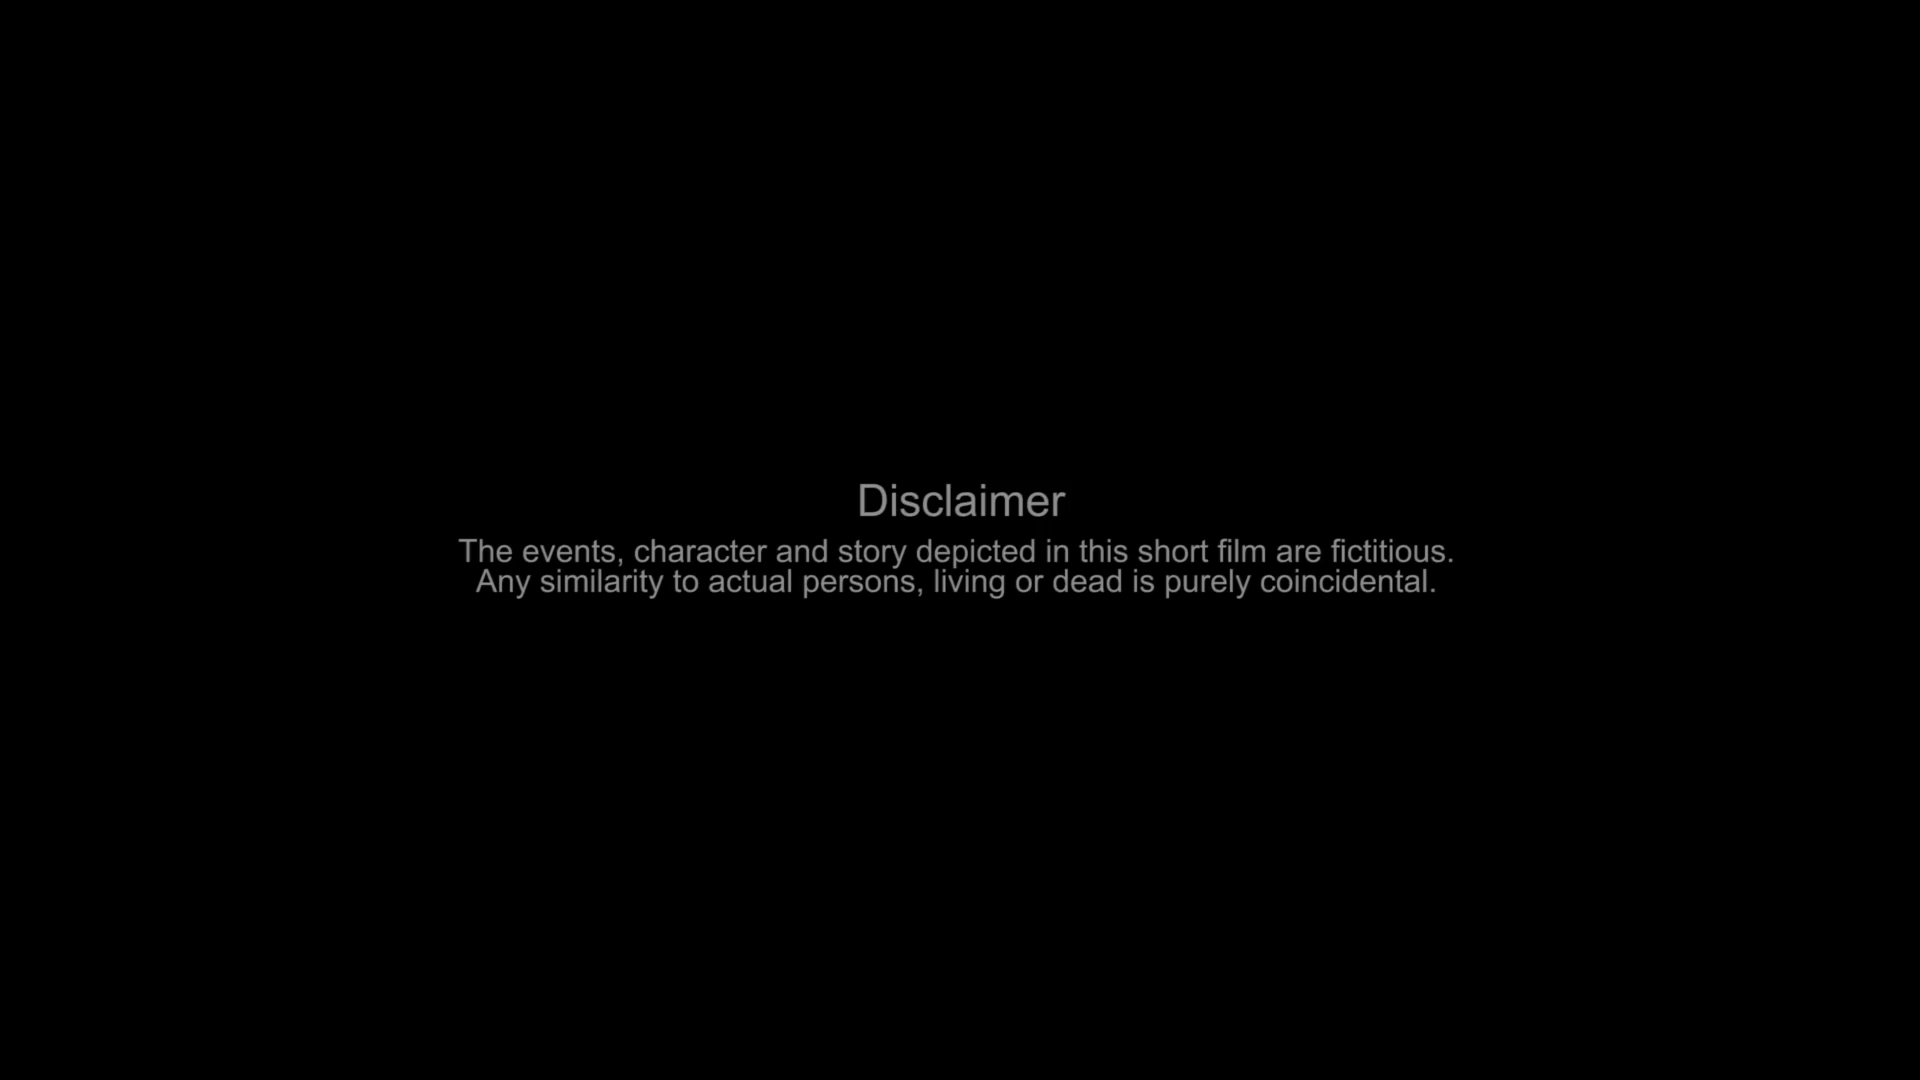 Disclaimer
The events, character and story depicted in this short film are fictitious.
Any similarity to actual persons, living or dead is purely coincidental.